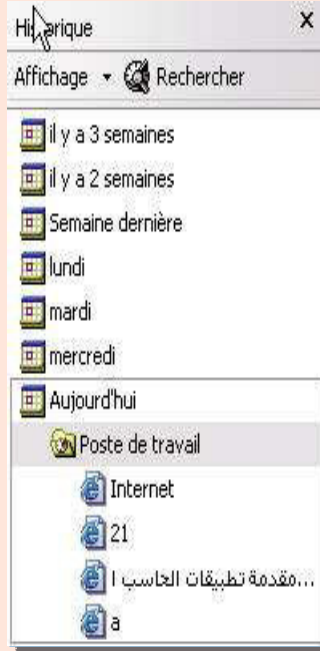 Historique
Affichage Rechercher
il y a 3 semaines
il y a 2 semaines
Semaine dernière
lundi
mardi
mercredi
Aujourd'hui
Poste de travail
Internet
21
مقدمة تطبيقات الحاسب ا...
a